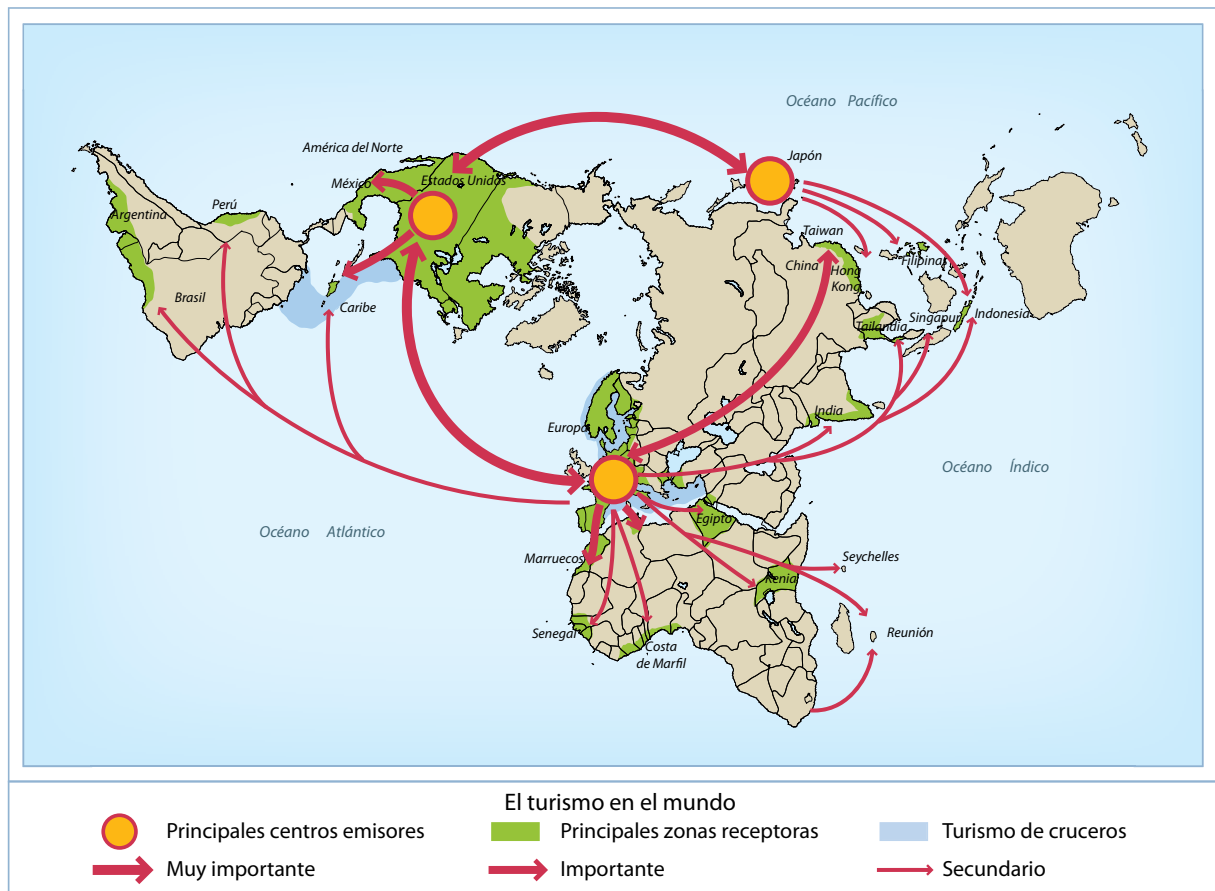 Océano Pacífico
Japón
América del Norte
México
Estados Unidos
Argentina
Perú
Taiwan
China
Filipinas
Hong
Kong
Brasil
Caribe
Singapur
Indonesia
Tailandia
India
Europa
Océano Índico
Océano Atlántico
Egipto
Marruecos
Seychelles
Kenia
Senegal
Costa
de Marfil
Reunión
El turismo en el mundo
Principales centros emisores
Principales zonas receptoras
Turismo de cruceros
Muy importante
Importante
Secundario